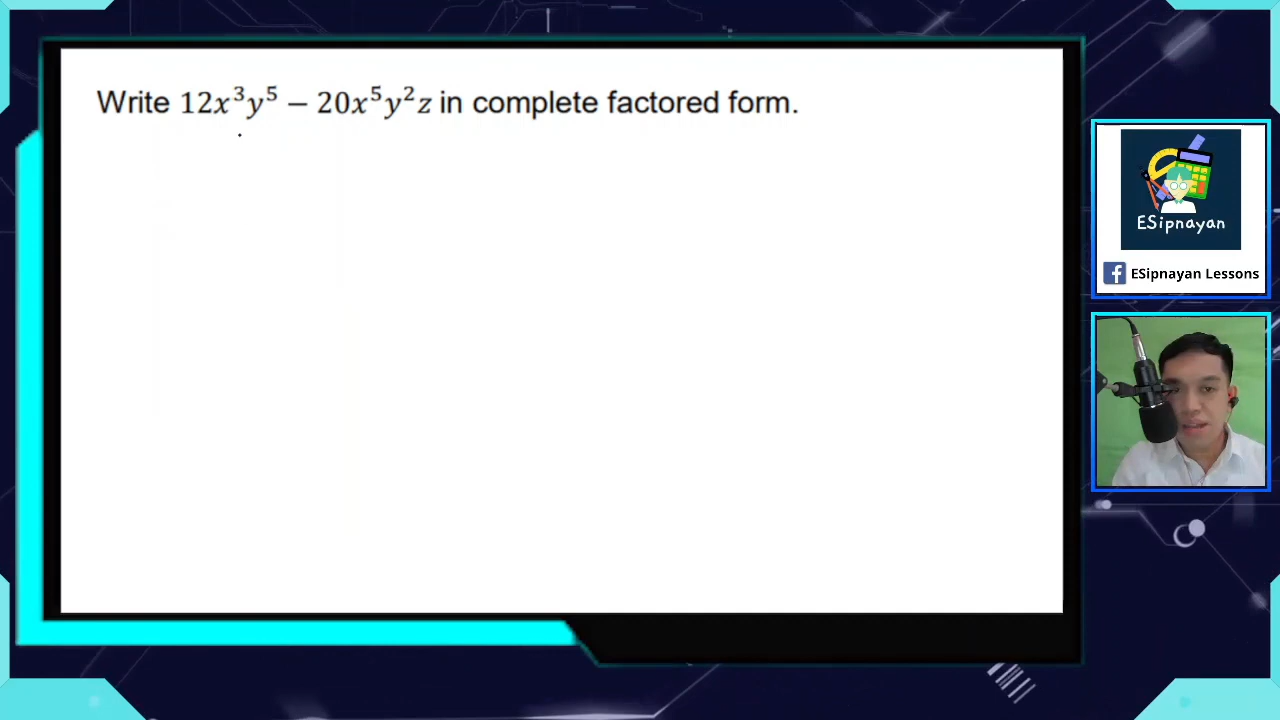 Write 12x³y⁵ − 20x⁵y²z in complete factored form.
ESipnayan
ESipnayan Lessons